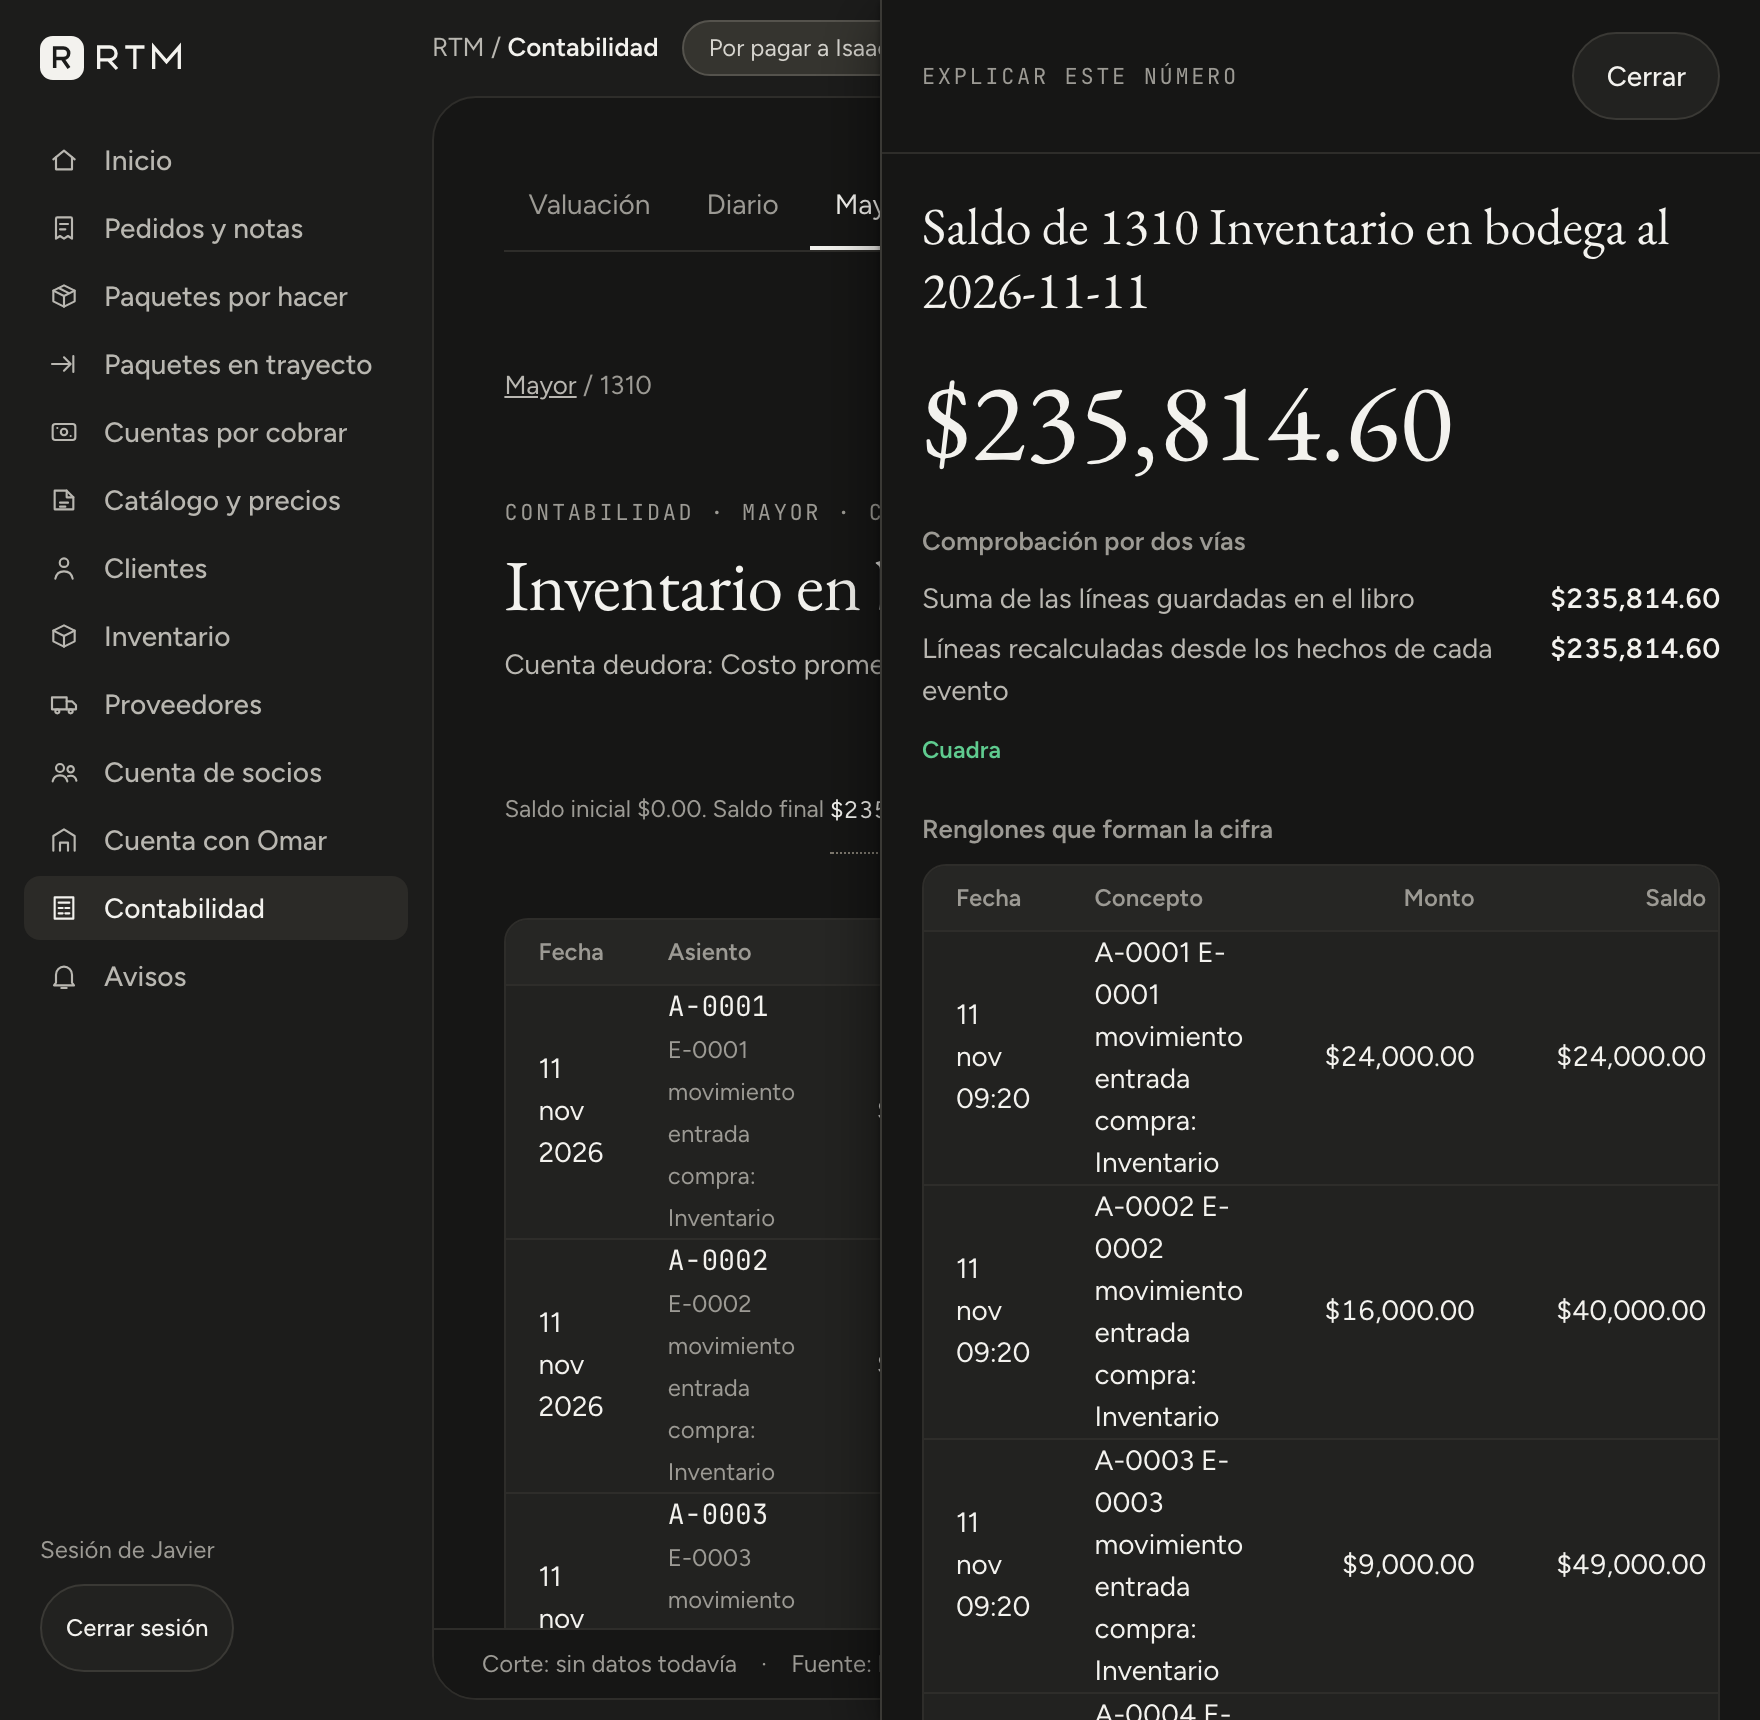 R RTM
Inicio
Pedidos y notas
Paquetes por hacer
Paquetes en trayecto
Cuentas por cobrar
Catálogo y precios
Clientes
Inventario
Proveedores
Cuenta de socios
Cuenta con Omar
Contabilidad
Avisos
Sesión de Javier
Cerrar sesión
RTM / Contabilidad
Por pagar a
Valuación Diario
Mayor / 1310
CONTABILIDAD · MAYOR ·
Inventario en
Cuenta deudora: Costo
Saldo inicial $0.00. Saldo final
Fecha Asiento
11
nov
2026
A-0001
E-0001
movimiento
entrada
compra:
Inventario
11
nov
2026
A-0002
E-0002
movimiento
entrada
compra:
Inventario
11
nov
A-0003
E-0003
movimiento
Corte: sin datos todavía · Fuente:
EXPLICAR ESTE NÚMERO
Cerrar
Saldo de 1310 Inventario en bodega al
2026-11-11
$235,814.60
Comprobación por dos vías
Suma de las líneas guardadas en el libro $235,814.60
Líneas recalculadas desde los hechos de cada $235,814.60
evento
Cuadra
Renglones que forman la cifra
Fecha Concepto Monto Saldo
11
nov
09:20
A-0001 E-
0001
movimiento
entrada
compra:
Inventario
$24,000.00 $24,000.00
11
nov
09:20
A-0002 E-
0002
movimiento
entrada
compra:
Inventario
$16,000.00 $40,000.00
11
nov
09:20
A-0003 E-
0003
movimiento
entrada
compra:
Inventario
$9,000.00 $49,000.00
A-0004 E-